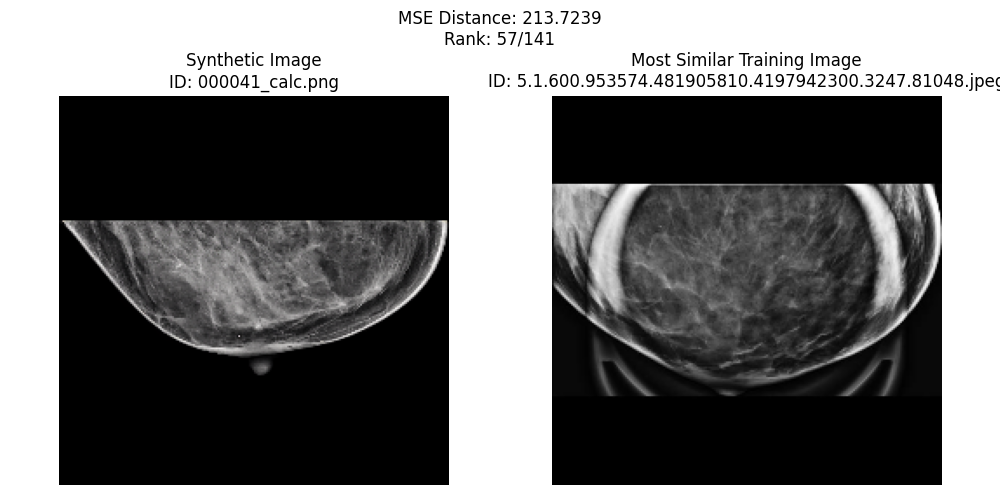 MSE Distance: 213.7239
Rank: 57/141
Synthetic Image
ID: 000041_calc.png
Most Similar Training Image
ID: 5.1.600.953574.481905810.4197942300.3247.81048.jpeg